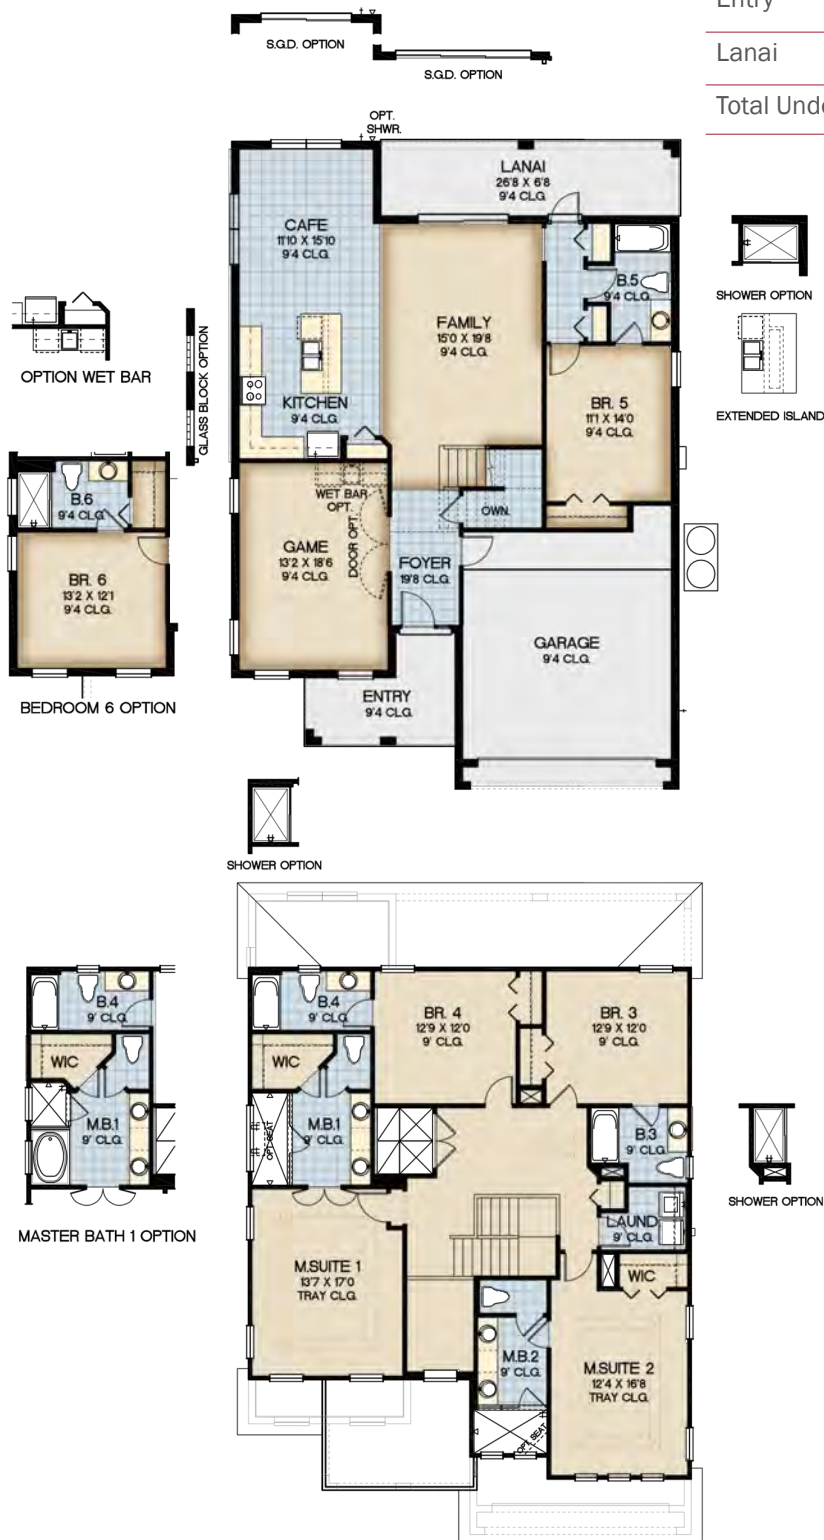 Entry
Lanai
Total Unde
S.G.D. OPTION
S.G.D. OPTION
OPT.
SHWR.
LANAI
26'8 X 6'8
9'4 CLG.
CAFE
11'10 X 15'10
9'4 CLG.
B.5
9'4 CLG.
SHOWER OPTION
FAMILY
15'0 X 19'8
9'4 CLG.
OPTION WET BAR
GLASS BLOCK OPTION
KITCHEN
9'4 CLG.
BR. 5
11'1 X 14'0
9'4 CLG.
EXTENDED ISLAND
B.6
9'4 CLG.
WET BAR
OPT.
DOOR OPT.
OWN.
GAME
13'2 X 18'6
9'4 CLG.
FOYER
19'8 CLG.
BR. 6
13'2 X 12'1
9'4 CLG.
GARAGE
9'4 CLG.
BEDROOM 6 OPTION
ENTRY
9'4 CLG.
SHOWER OPTION
B.4
9' CLG.
B.4
9' CLG.
BR. 4
12'9 X 12'0
9' CLG.
BR. 3
12'9 X 12'0
9' CLG.
WIC
WIC
M.B.1
9' CLG.
OPT. SEAT
M.B.1
9' CLG.
B.3
9' CLG.
SHOWER OPTION
MASTER BATH 1 OPTION
LAUND
9' CLG.
M.SUITE 1
13'7 X 17'0
TRAY CLG.
WIC
M.B.2
9' CLG.
M.SUITE 2
12'4 X 16'8
TRAY CLG.
OPT. SEAT